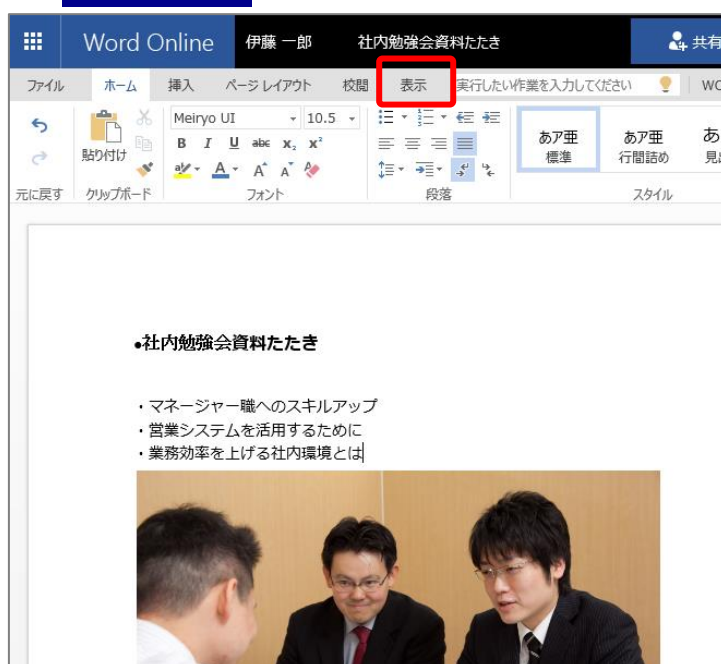 Word Online 伊藤 一郎 社内勉強会資料たたき 共有
ファイル ホーム 挿入 ページ レイアウト 校閲 表示 実行したい作業を入力してください
Meiryo UI 10.5
貼り付け
B I U abc x₂ x²
A A A
あア亜 あア亜 あ
標準 行間詰め
元に戻す クリップボード フォント 段落 スタイル
•社内勉強会資料たたき
・マネージャー職へのスキルアップ
・営業システムを活用するために
・業務効率を上げる社内環境とは